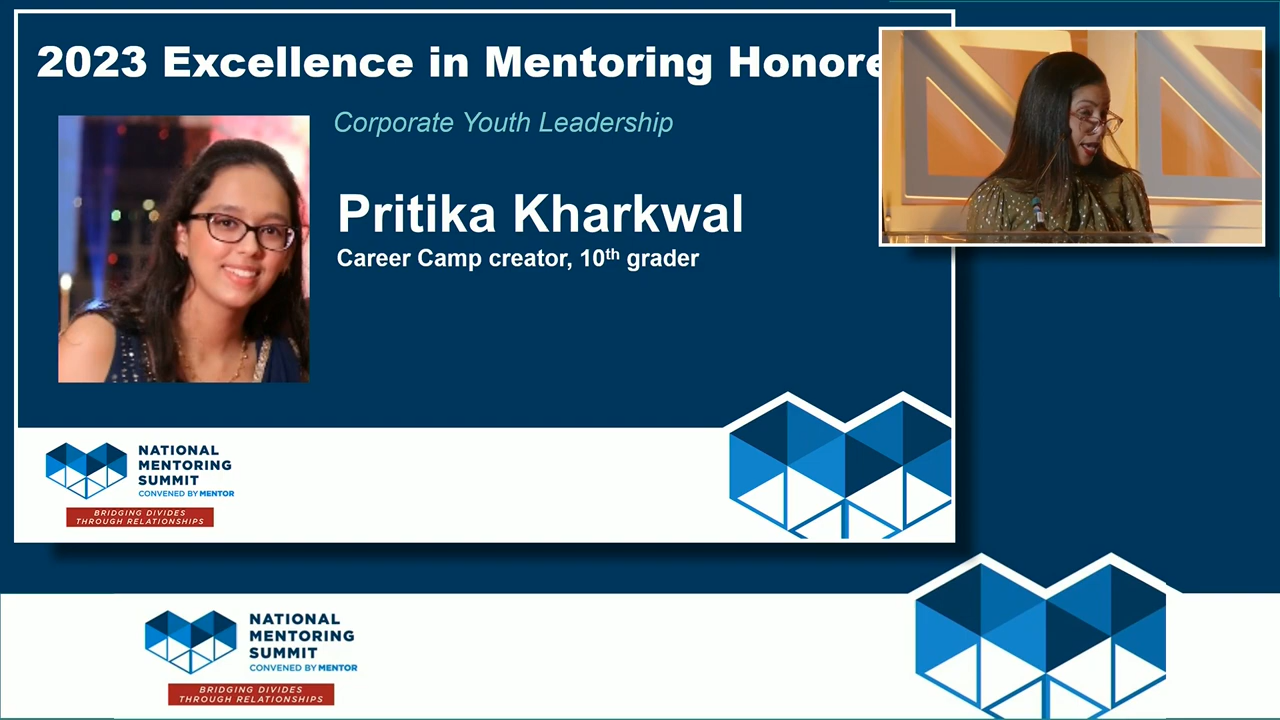 2023 Excellence in Mentoring Honore
Corporate Youth Leadership
Pritika Kharkwal
Career Camp creator, 10th grader
NATIONAL
MENTORING
SUMMIT
CONVENED BY MENTOR
BRIDGING DIVIDES
THROUGH RELATIONSHIPS
NATIONAL
MENTORING
SUMMIT
CONVENED BY MENTOR
BRIDGING DIVIDES
THROUGH RELATIONSHIPS